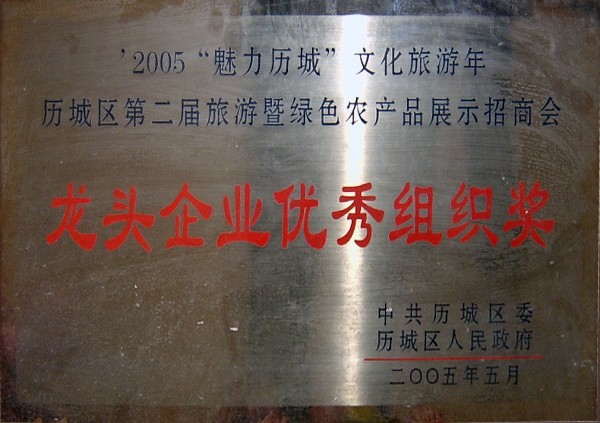 '2005“魅力历城”文化旅游年
历城区第二届旅游暨绿色农产品展示招商会
龙头企业优秀组织奖
中共历城区委
历城区人民政府
二〇〇五年五月